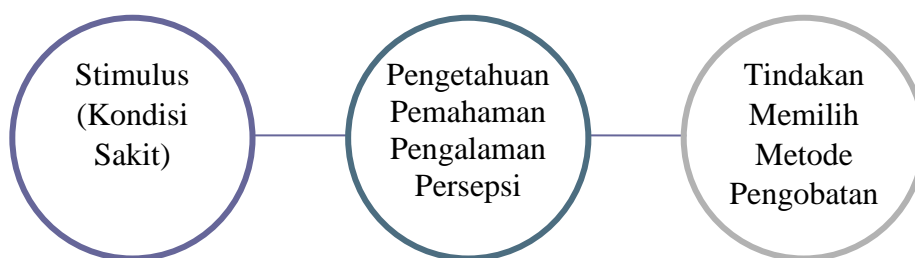 Stimulus
(Kondisi
Sakit)
Pengetahuan
Pemahaman
Pengalaman
Persepsi
Tindakan
Memilih
Metode
Pengobatan